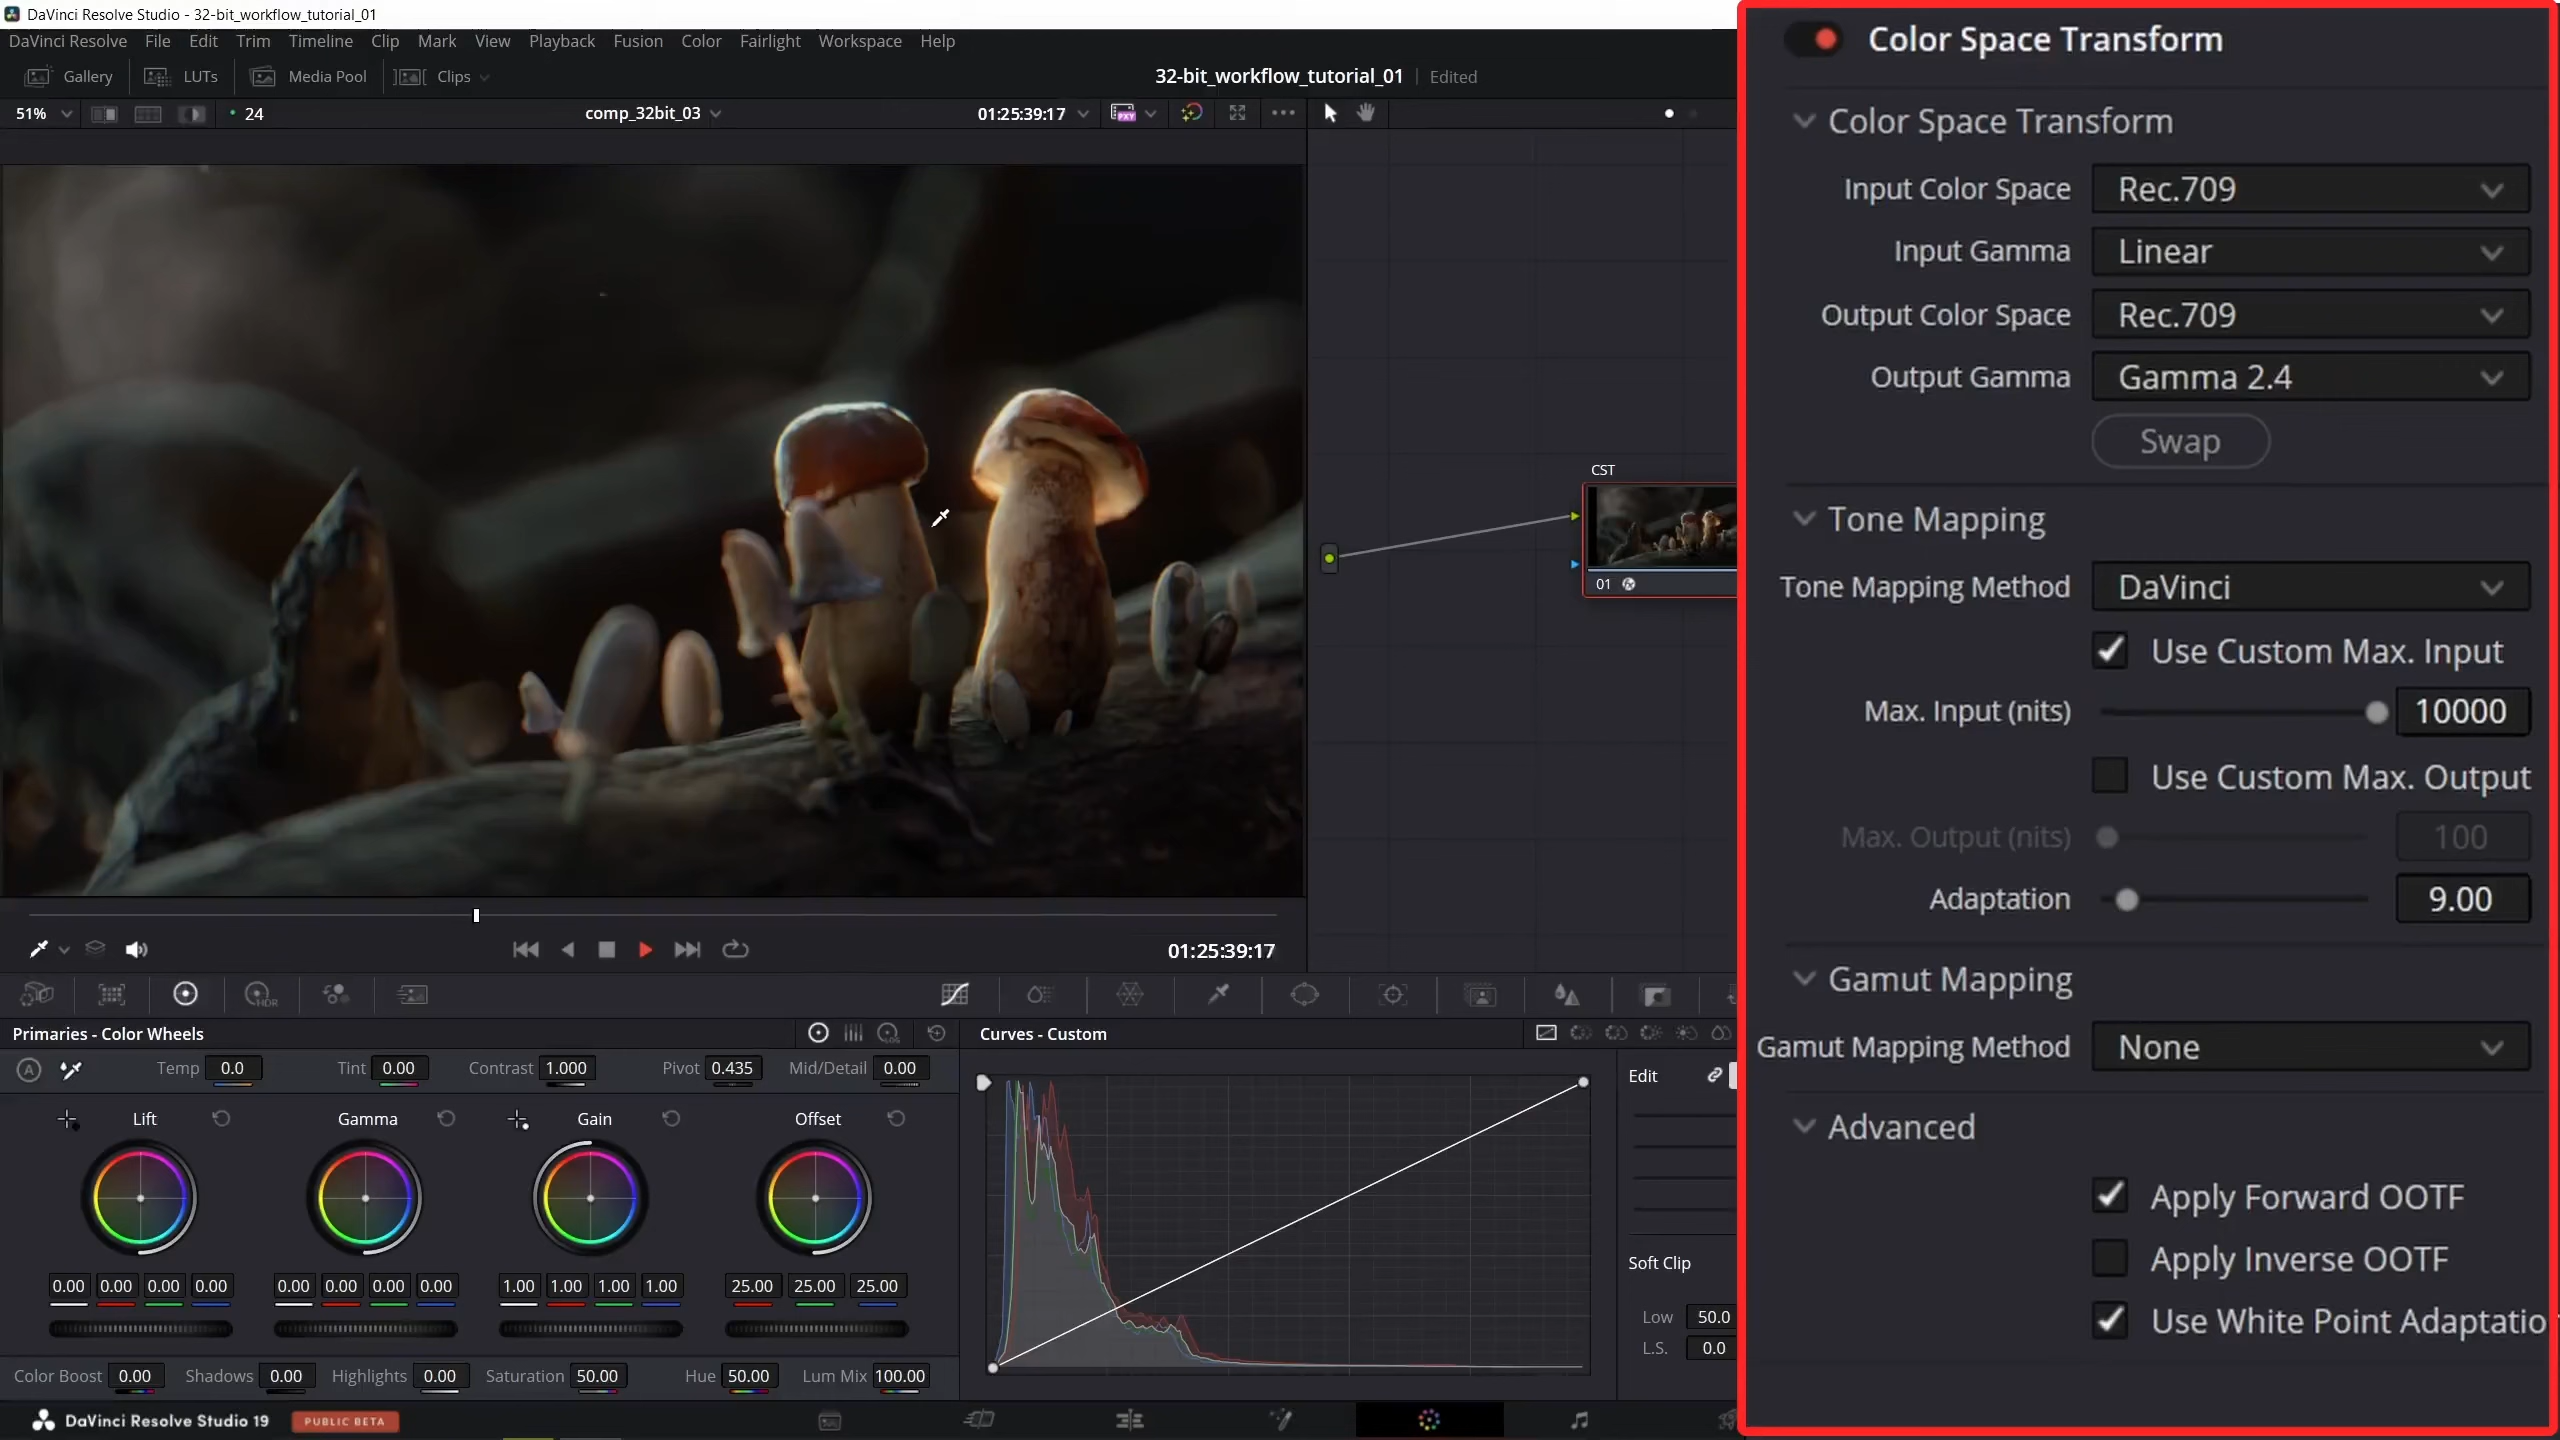 DaVinci Resolve Studio - 32-bit_workflow_tutorial_01
DaVinci Resolve File Edit Trim Timeline Clip Mark View Playback Fusion Color Fairlight Workspace Help
Gallery LUTs Media Pool Clips 32-bit_workflow_tutorial_01 Edited
51% 24 comp_32bit_03 01:25:39:17 PXY
CST
01
01:25:39:17
HDR
Primaries - Color Wheels
LOG
Curves - Custom
A Temp 0.0 Tint 0.00 Contrast 1.000 Pivot 0.435 Mid/Detail 0.00
Edit
Lift Gamma Gain Offset
0.00 0.00 0.00 0.00 0.00 0.00 0.00 0.00 1.00 1.00 1.00 1.00 25.00 25.00 25.00
Soft Clip
Low 50.0
L.S. 0.0
Color Boost 0.00 Shadows 0.00 Highlights 0.00 Saturation 50.00 Hue 50.00 Lum Mix 100.00
DaVinci Resolve Studio 19 PUBLIC BETA
Color Space Transform
Color Space Transform
Input Color Space Rec.709
Input Gamma Linear
Output Color Space Rec.709
Output Gamma Gamma 2.4
Swap
Tone Mapping
Tone Mapping Method DaVinci
Use Custom Max. Input
Max. Input (nits) 10000
Use Custom Max. Output
Max. Output (nits) 100
Adaptation 9.00
Gamut Mapping
Gamut Mapping Method None
Advanced
Apply Forward OOTF
Apply Inverse OOTF
Use White Point Adaptatio